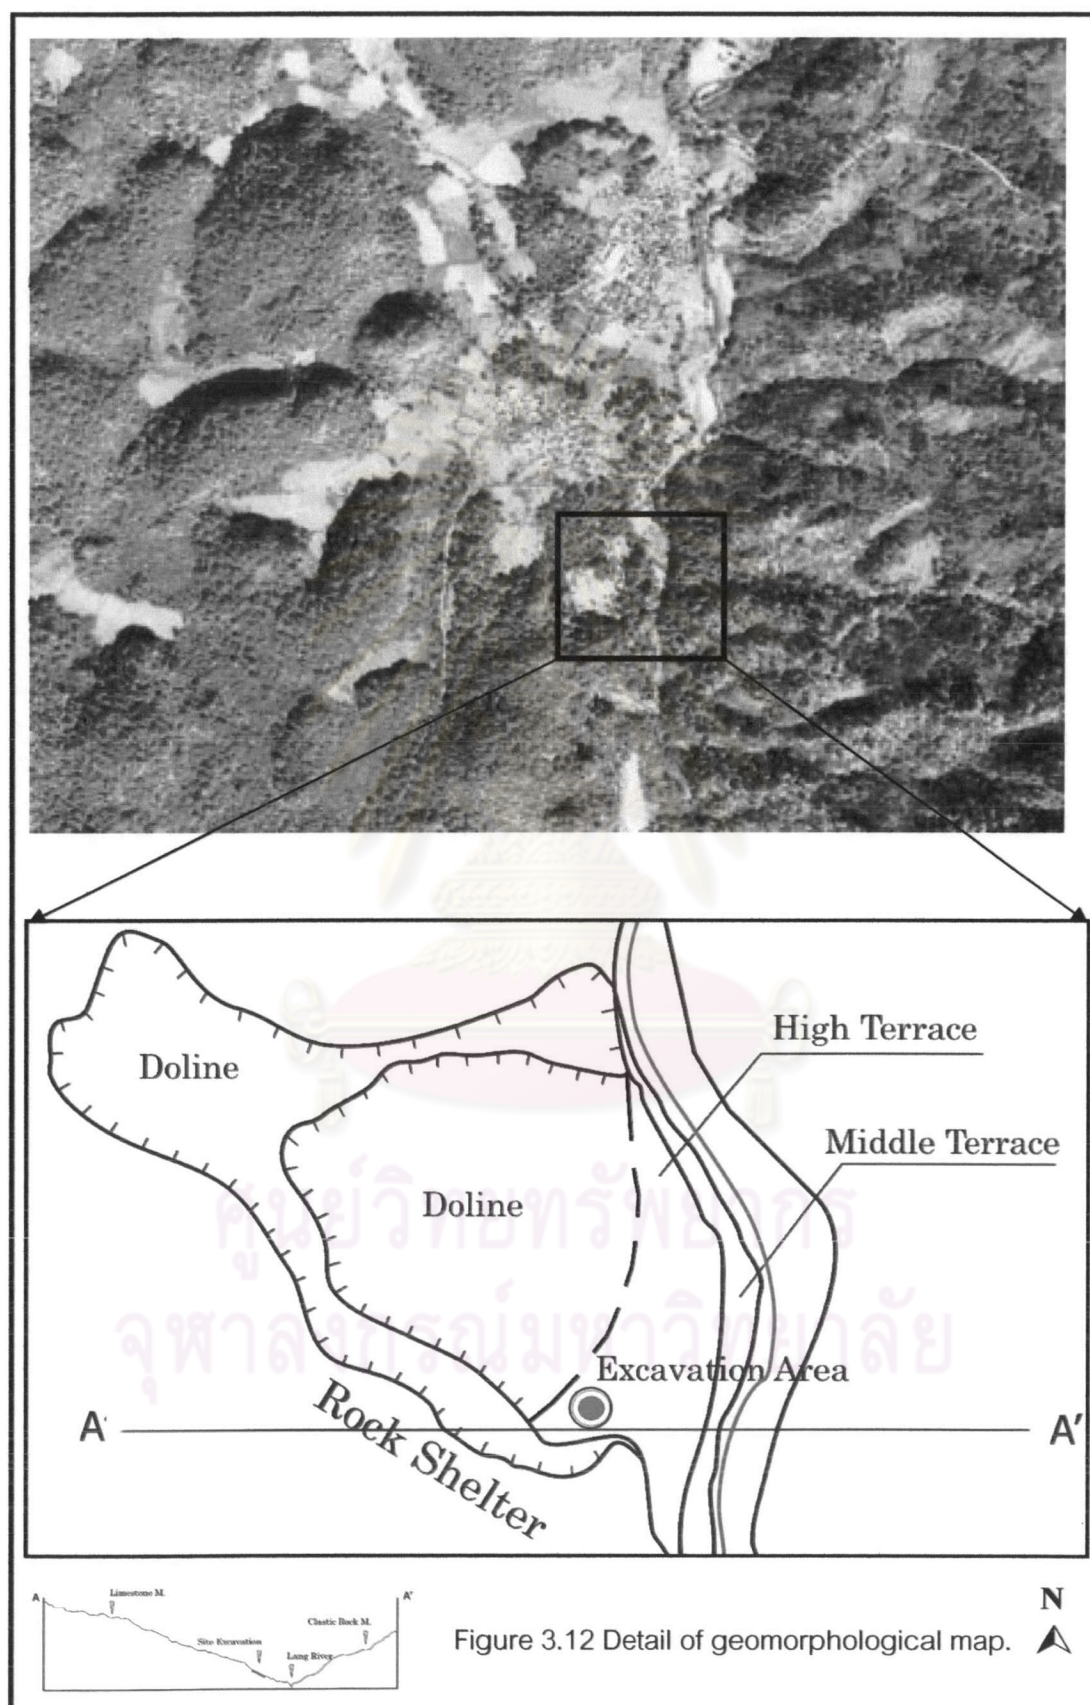 Doline
High Terrace
Middle Terrace
Doline
ศูนย์วิทยทรัพยากร
จุฬาลงกรณ์มหาวิทยาลัย
Excavation Area
A A'
Rock Shelter
A A'
Limestone M.
Clastic Rock M.
Site Excavation
Lang River
N
Figure 3.12 Detail of geomorphological map.